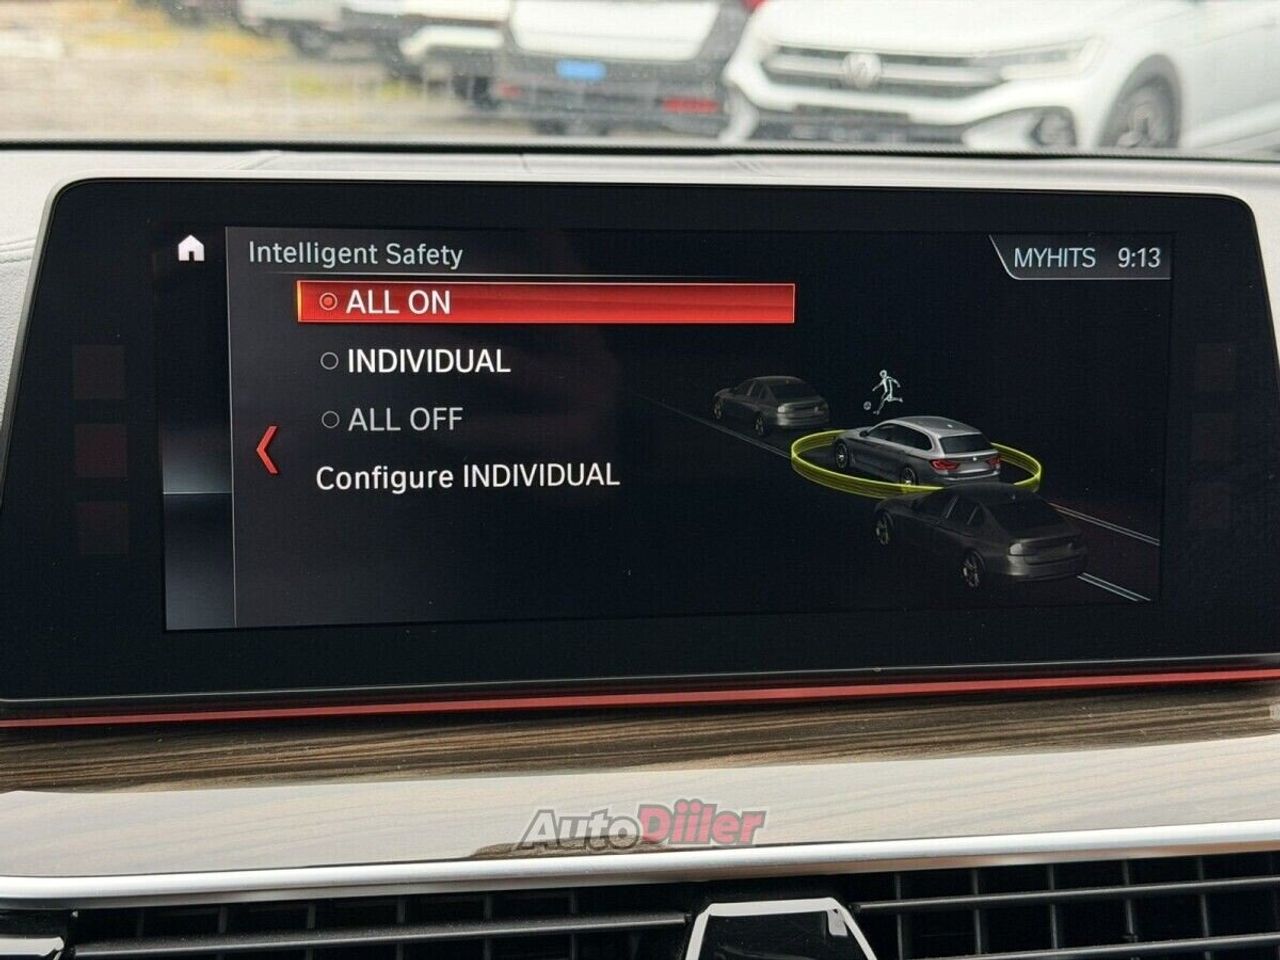 Intelligent Safety
MYHITS 9:13
ALL ON
INDIVIDUAL
ALL OFF
Configure INDIVIDUAL
AutoDiiler